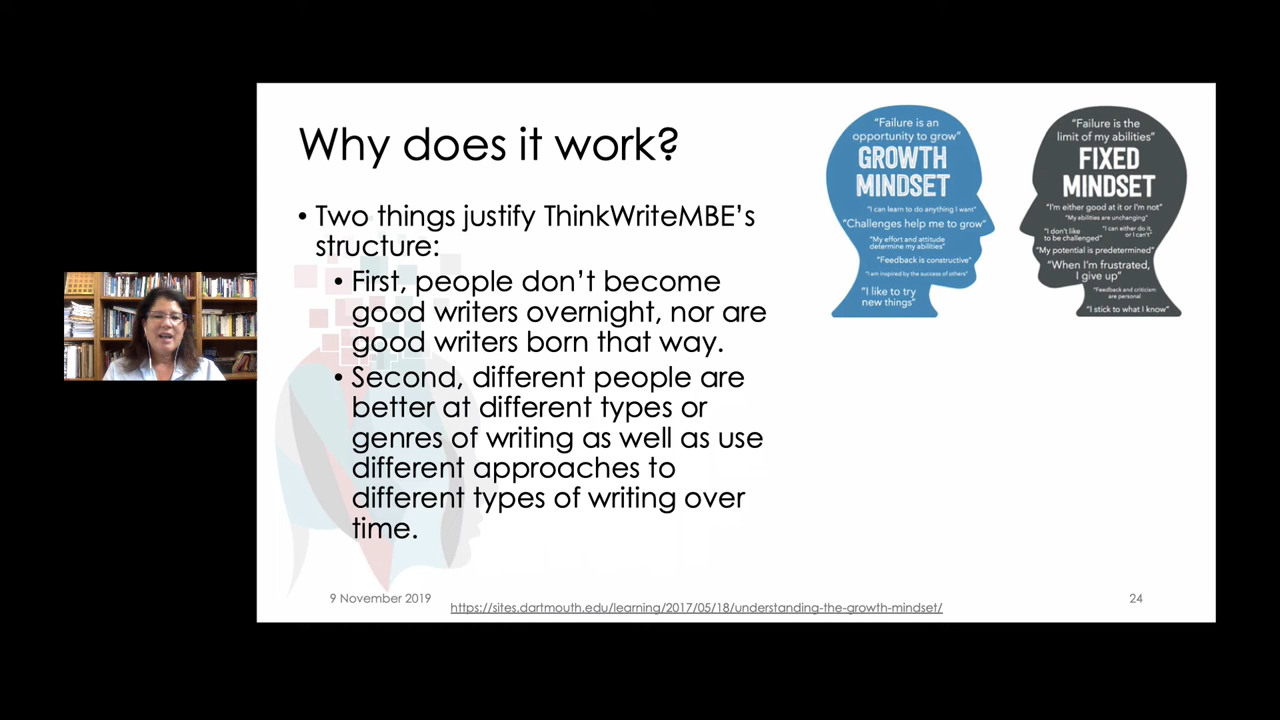 Why does it work?
• Two things justify ThinkWriteMBE’s
structure:
• First, people don’t become
good writers overnight, nor are
good writers born that way.
• Second, different people are
better at different types or
genres of writing as well as use
different approaches to
different types of writing over
time.
“Failure is an
opportunity to grow”
GROWTH
MINDSET
“I can learn to do anything I want”
“Challenges help me to grow”
“My effort and attitude
determine my abilities”
“Feedback is constructive”
“I am inspired by the success of others”
“I like to try
new things”
“Failure is the
limit of my abilities”
FIXED
MINDSET
“I’m either good at it or I’m not”
“My abilities are unchanging”
“I don’t like
to be challenged”
“I can either do it,
or I can’t”
“My potential is predetermined”
“When I’m frustrated,
I give up”
“Feedback and criticism
are personal”
“I stick to what I know”
9 November 2019
https://sites.dartmouth.edu/learning/2017/05/18/understanding-the-growth-mindset/
24